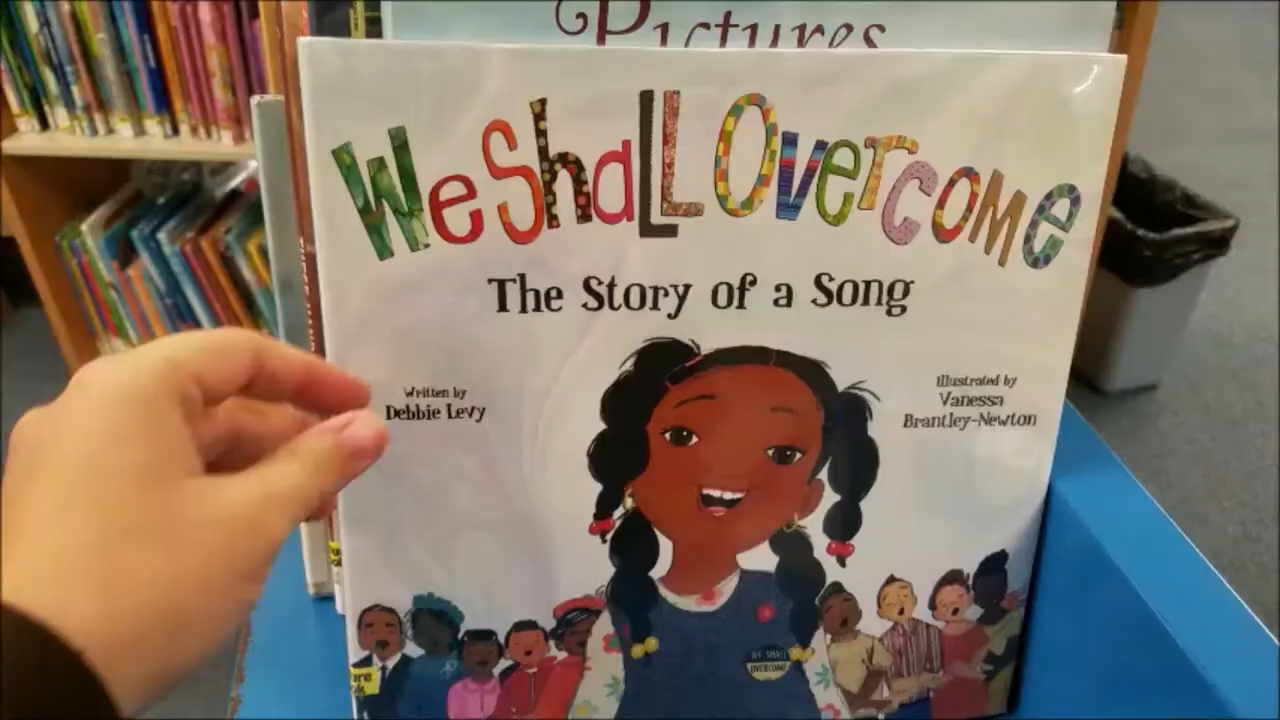 Pictures
We Shall Overcome
The Story of a Song
Written by
Debbie Levy
Illustrated by
Vanessa
Brantley-Newton
WE SHALL
OVERCOME